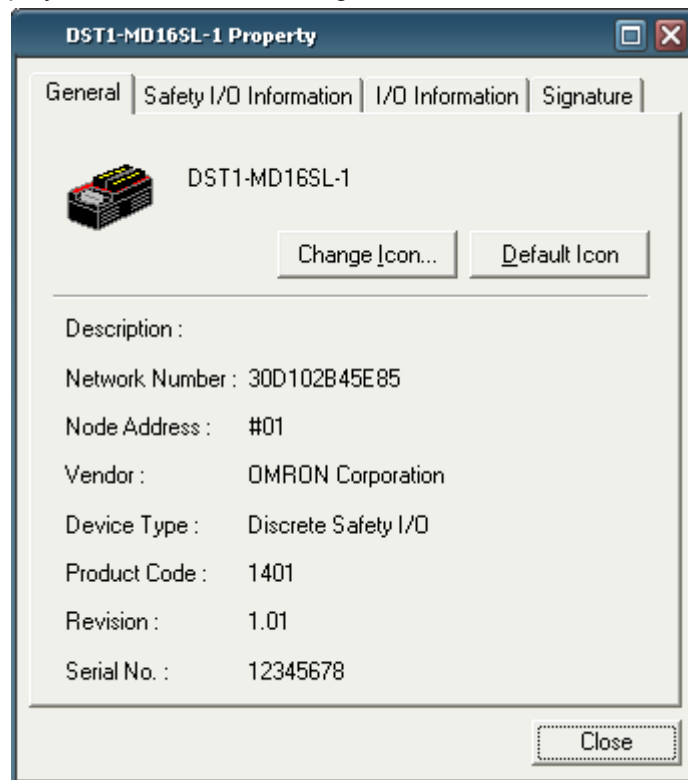 DST1-MD16SL-1 Property
General Safety I/O Information I/O Information Signature
DST1-MD16SL-1
Change Icon... Default Icon
Description :
Network Number : 30D102B45E85
Node Address : #01
Vendor : OMRON Corporation
Device Type : Discrete Safety I/O
Product Code : 1401
Revision : 1.01
Serial No. : 12345678
Close